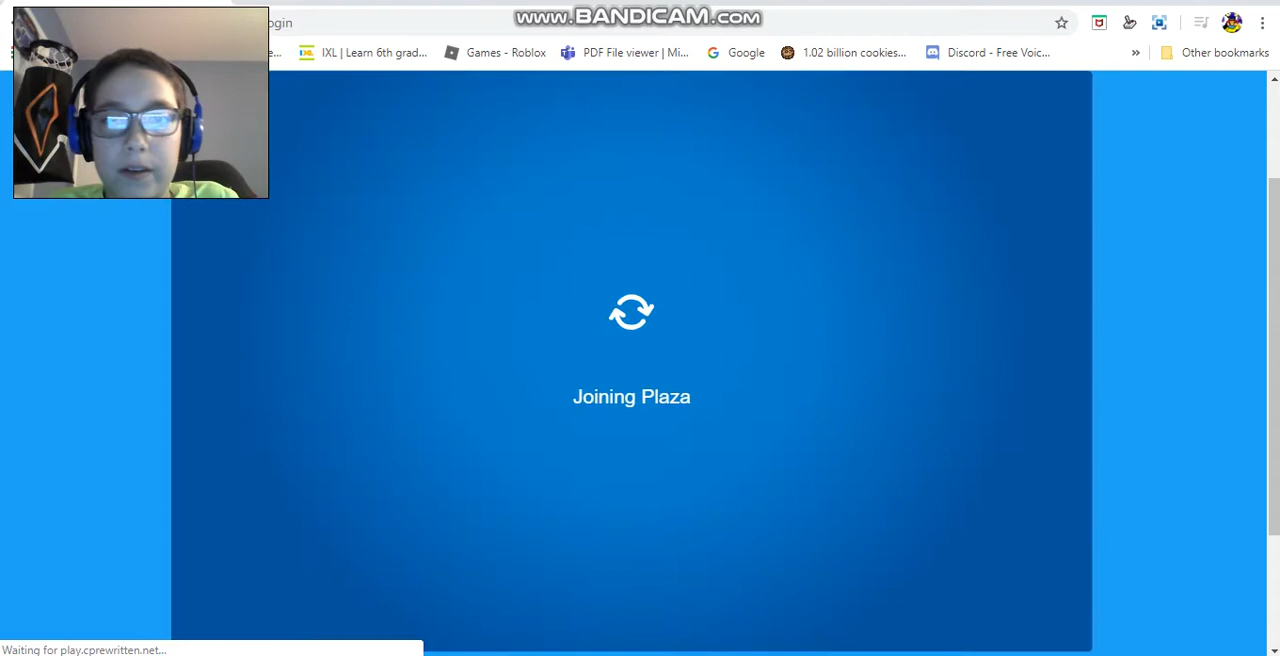 www.BANDICAM.com
ogin
e...
IXL | Learn 6th grad...
Games - Roblox
PDF File viewer | Mi...
Google
1.02 billion cookies...
Discord - Free Voic...
»
Other bookmarks
Joining Plaza
Waiting for play.cprewritten.net...